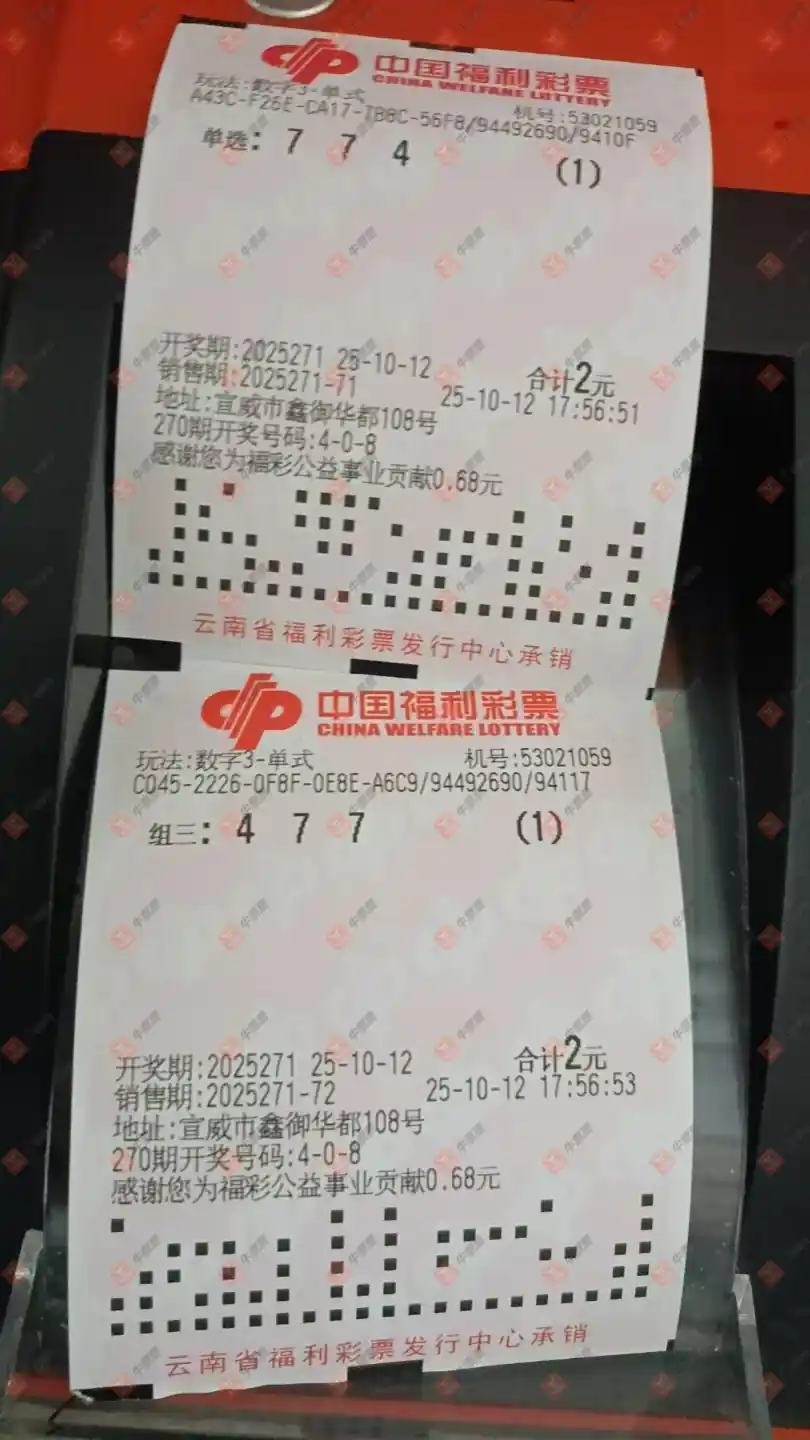 中国福利彩票
CHINA WELFARE LOTTERY
玩法:数字3-单式 机号:53021059
A43C-F26E-CA17-7B8C-56F8/94492690/9410F
单选: 7 7 4 (1)
开奖期:2025271 25-10-12 合计2元
销售期:2025271-71 25-10-12 17:56:51
地址:宣威市鑫御华都108号
270期开奖号码:4-0-8
感谢您为福彩公益事业贡献0.68元
云南省福利彩票发行中心承销
中国福利彩票
CHINA WELFARE LOTTERY
玩法:数字3-单式 机号:53021059
C045-2226-0F8F-0E8E-A6C9/94492690/94117
组三: 4 7 7 (1)
开奖期:2025271 25-10-12 合计2元
销售期:2025271-72 25-10-12 17:56:53
地址:宣威市鑫御华都108号
270期开奖号码:4-0-8
感谢您为福彩公益事业贡献0.68元
云南省福利彩票发行中心承销